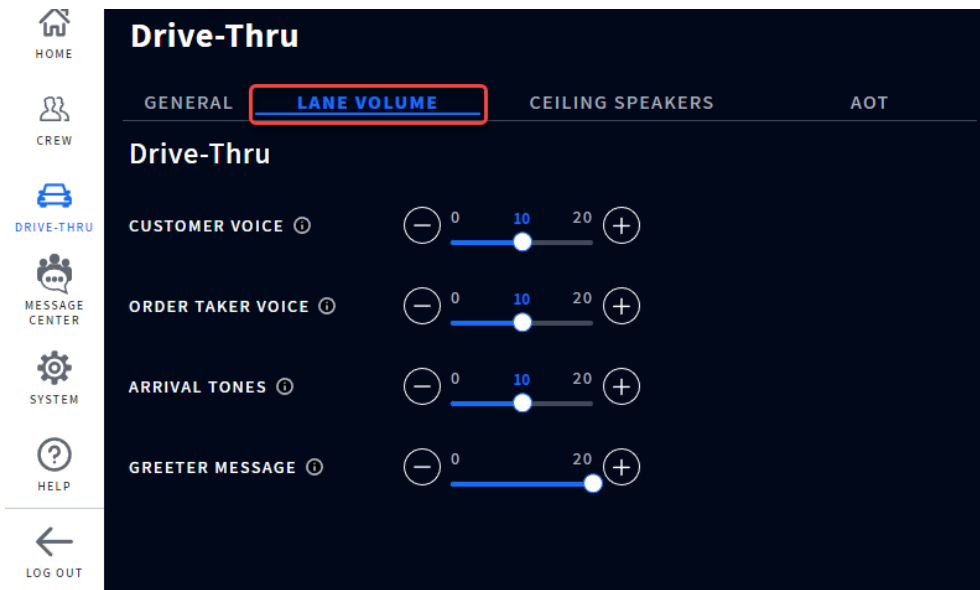 HOME
CREW
DRIVE-THRU
MESSAGE
CENTER
SYSTEM
HELP
LOG OUT
Drive-Thru
GENERAL LANE VOLUME CEILING SPEAKERS AOT
Drive-Thru
CUSTOMER VOICE 0 10 20
ORDER TAKER VOICE 0 10 20
ARRIVAL TONES 0 10 20
GREETER MESSAGE 0 20